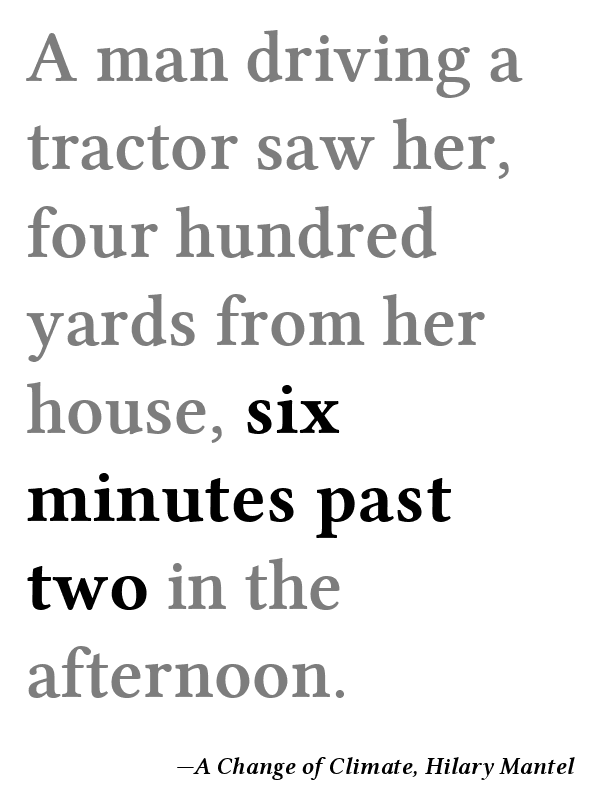 A man driving a
tractor saw her,
four hundred
yards from her
house, six
minutes past
two in the
afternoon.
—A Change of Climate, Hilary Mantel